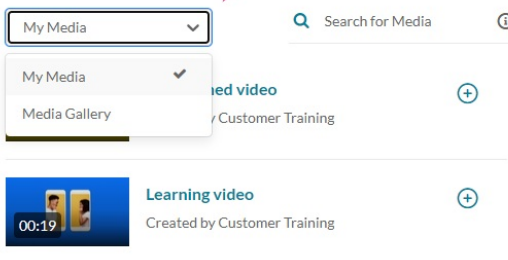 My Media
Search for Media
My Media
Media Gallery
ned video
Customer Training
Learning video
Created by Customer Training
00:19